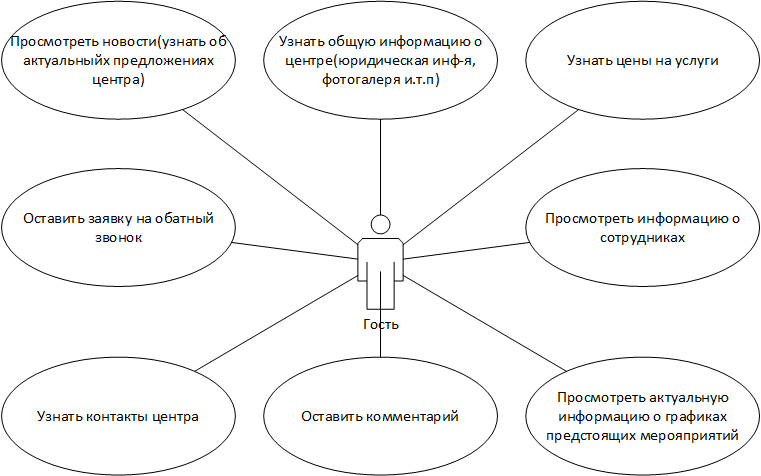 Просмотреть новости(узнать об
актуальныйх предложениях
центра)
Узнать общую информацию о
центре(юридическая инф-я,
фотогалеря и.т.п)
Узнать цены на услуги
Оставить заявку на обатный
звонок
Просмотреть информацию о
сотрудниках
Гость
Узнать контакты центра
Оставить комментарий
Просмотреть актуальную
информацию о графиках
предстоящих мероприятий